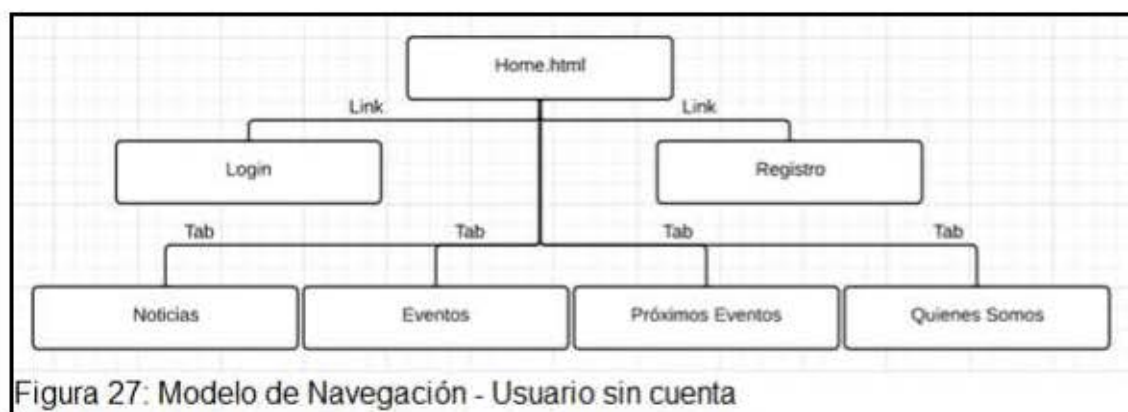 Home.html
Link Link
Login Registro
Tab Tab Tab Tab
Noticias Eventos Próximos Eventos Quienes Somos
Figura 27: Modelo de Navegación - Usuario sin cuenta